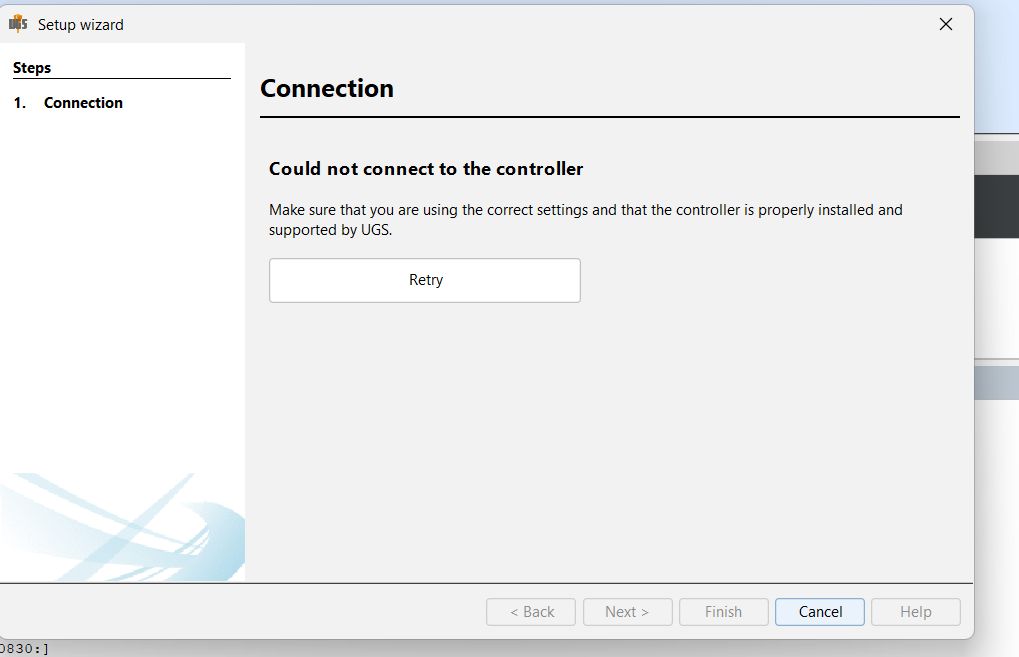 UGS Setup wizard
Steps
1. Connection
Connection
Could not connect to the controller
Make sure that you are using the correct settings and that the controller is properly installed and
supported by UGS.
Retry
< Back Next > Finish Cancel Help
0830:]